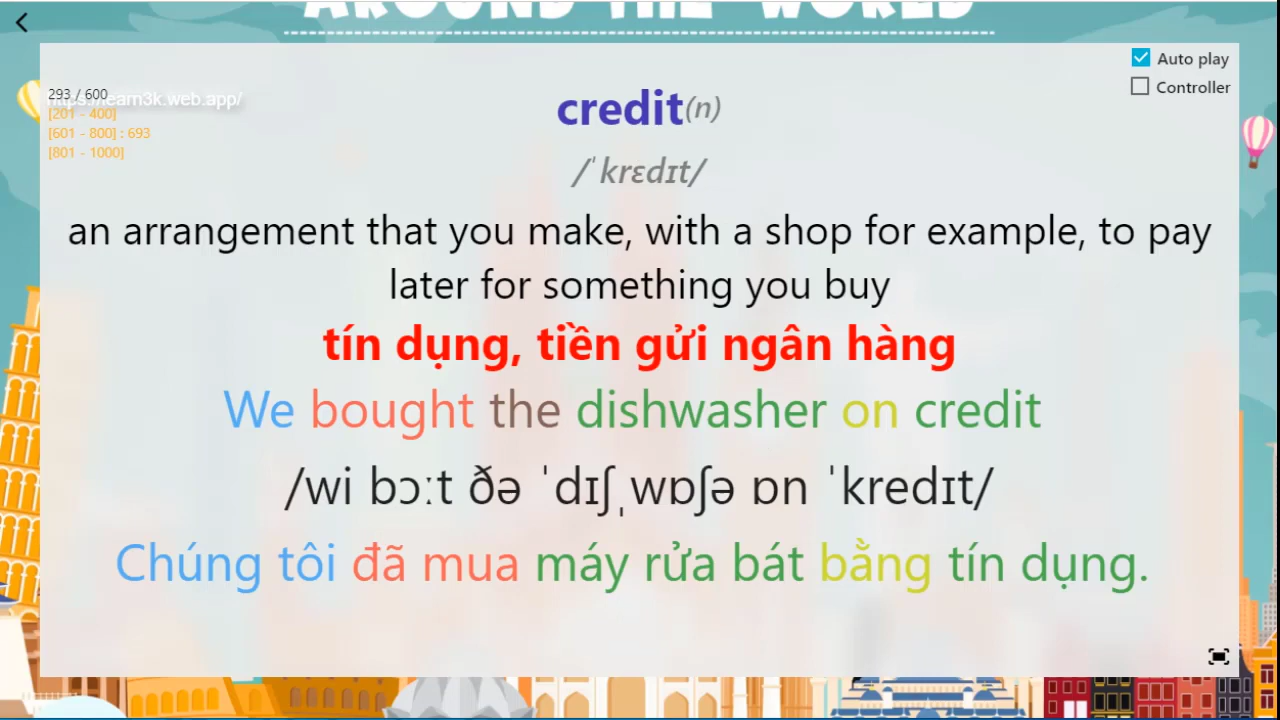 AROUND THE WORLD
Auto play
Controller
293 / 600
https://learn3k.web.app/
[201 - 400]
[601 - 800] : 693
[801 - 1000]
credit(n)
/ˈkrɛdɪt/
an arrangement that you make, with a shop for example, to pay
later for something you buy
tín dụng, tiền gửi ngân hàng
We bought the dishwasher on credit
/wi bɔːt ðə ˈdɪʃˌwɒʃə ɒn ˈkredɪt/
Chúng tôi đã mua máy rửa bát bằng tín dụng.